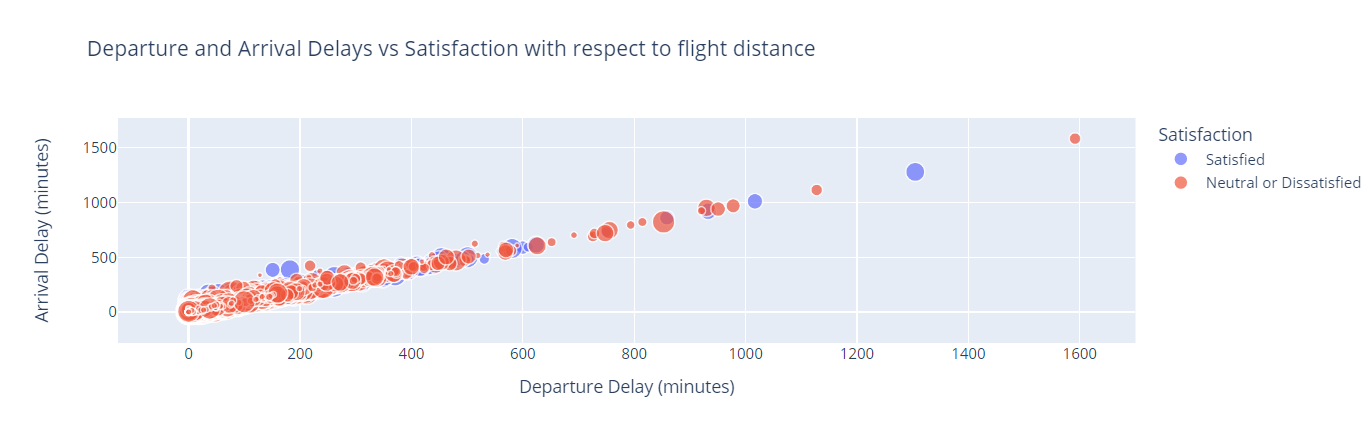 Departure and Arrival Delays vs Satisfaction with respect to flight distance
Satisfaction
Satisfied
Neutral or Dissatisfied
Arrival Delay (minutes)
1500
1000
500
0
0 200 400 600 800 1000 1200 1400 1600
Departure Delay (minutes)